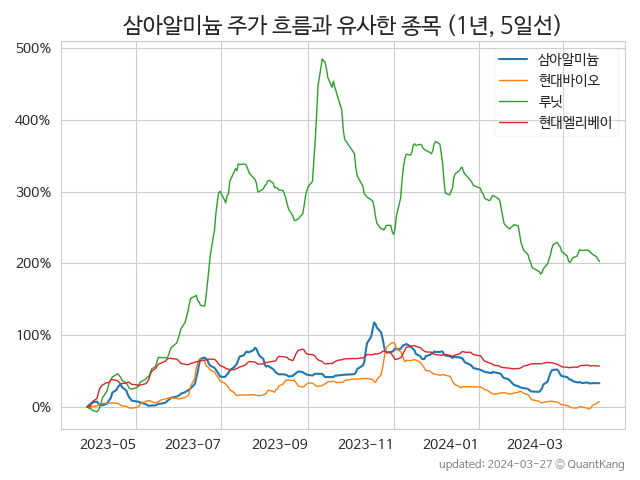 삼아알미늄 주가 흐름과 유사한 종목 (1년, 5일선)
500%
400%
300%
200%
100%
0%
삼아알미늄
현대바이오
루닛
현대엘리베이
2023-05
2023-07
2023-09
2023-11
2024-01
2024-03
updated: 2024-03-27 © QuantKang